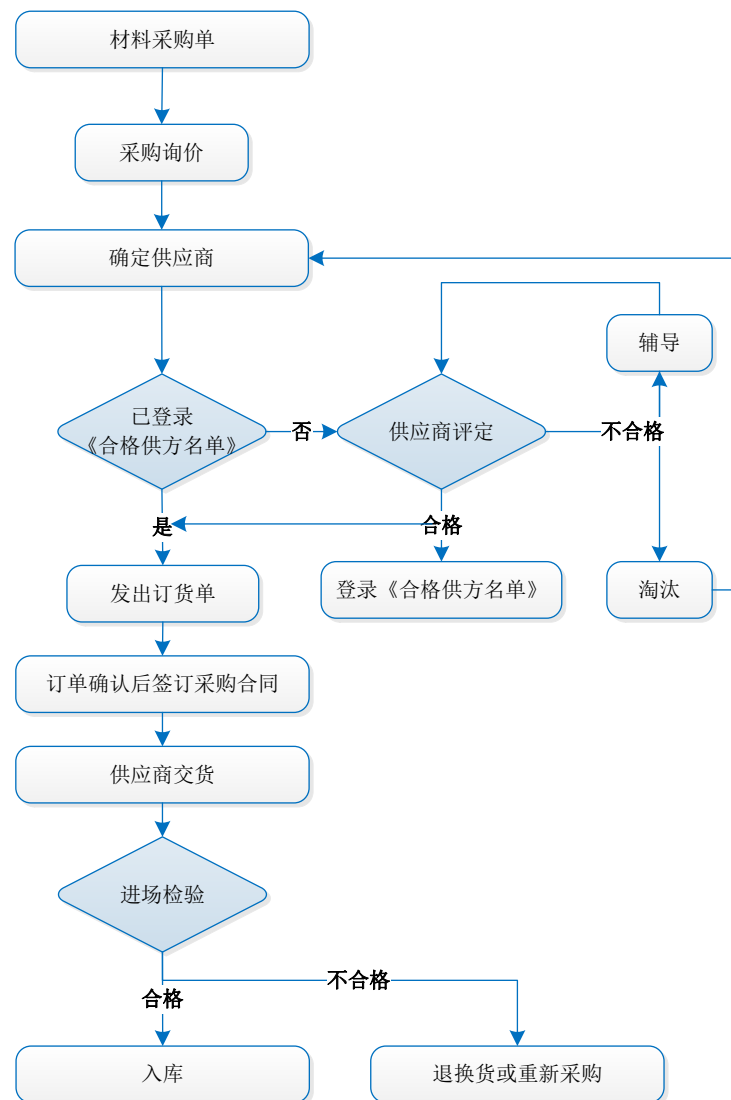 材料采购单
采购询价
确定供应商
辅导
已登录
《合格供方名单》
否
供应商评定
不合格
是
合格
发出订货单
登录《合格供方名单》
淘汰
订单确认后签订采购合同
供应商交货
进场检验
不合格
合格
入库
退换货或重新采购